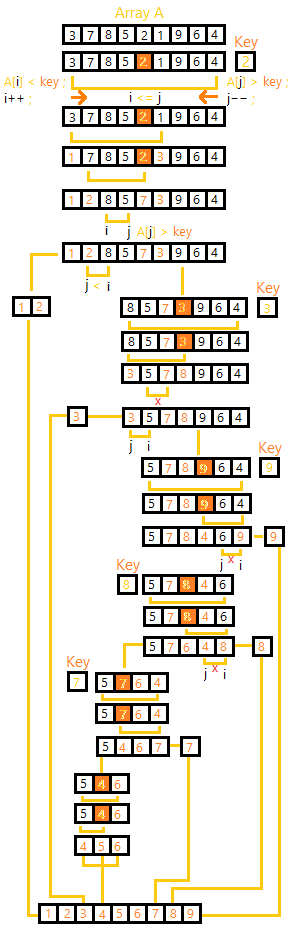 Array A
3 7 8 5 2 1 9 6 4
Key
3 7 8 5 2 1 9 6 4 2
A[i] < key ; A[j] > key ;
i++ ; i <= j j-- ;
3 7 8 5 2 1 9 6 4
1 7 8 5 2 3 9 6 4
1 2 8 5 7 3 9 6 4
i j A[j] > key
1 2 8 5 7 3 9 6 4
j < i
Key
1 2 8 5 7 3 9 6 4 3
8 5 7 3 9 6 4
3 5 7 8 9 6 4
x
3 3 5 7 8 9 6 4
j i
Key
5 7 8 9 6 4 9
5 7 8 9 6 4
5 7 8 4 6 9 9
j x i
Key
8 5 7 8 4 6
5 7 8 4 6
5 7 6 4 8 8
Key
j x i
7 5 7 6 4
5 7 6 4
5 4 6 7 7
5 4 6
5 4 6
4 5 6
1 2 3 4 5 6 7 8 9